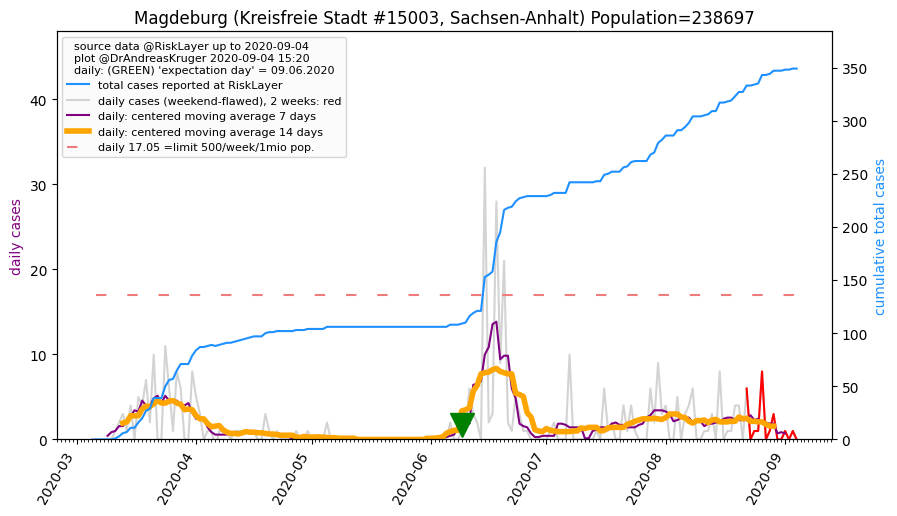 Magdeburg (Kreisfreie Stadt #15003, Sachsen-Anhalt) Population=238697
source data @RiskLayer up to 2020-09-04
plot @DrAndreasKruger 2020-09-04 15:20
daily: (GREEN) 'expectation day' = 09.06.2020
total cases reported at RiskLayer
daily cases (weekend-flawed), 2 weeks: red
daily: centered moving average 7 days
daily: centered moving average 14 days
daily 17.05 =limit 500/week/1mio pop.
daily cases
40
30
20
10
0
cumulative total cases
350
300
250
200
150
100
50
0
2020-03
2020-04
2020-05
2020-06
2020-07
2020-08
2020-09